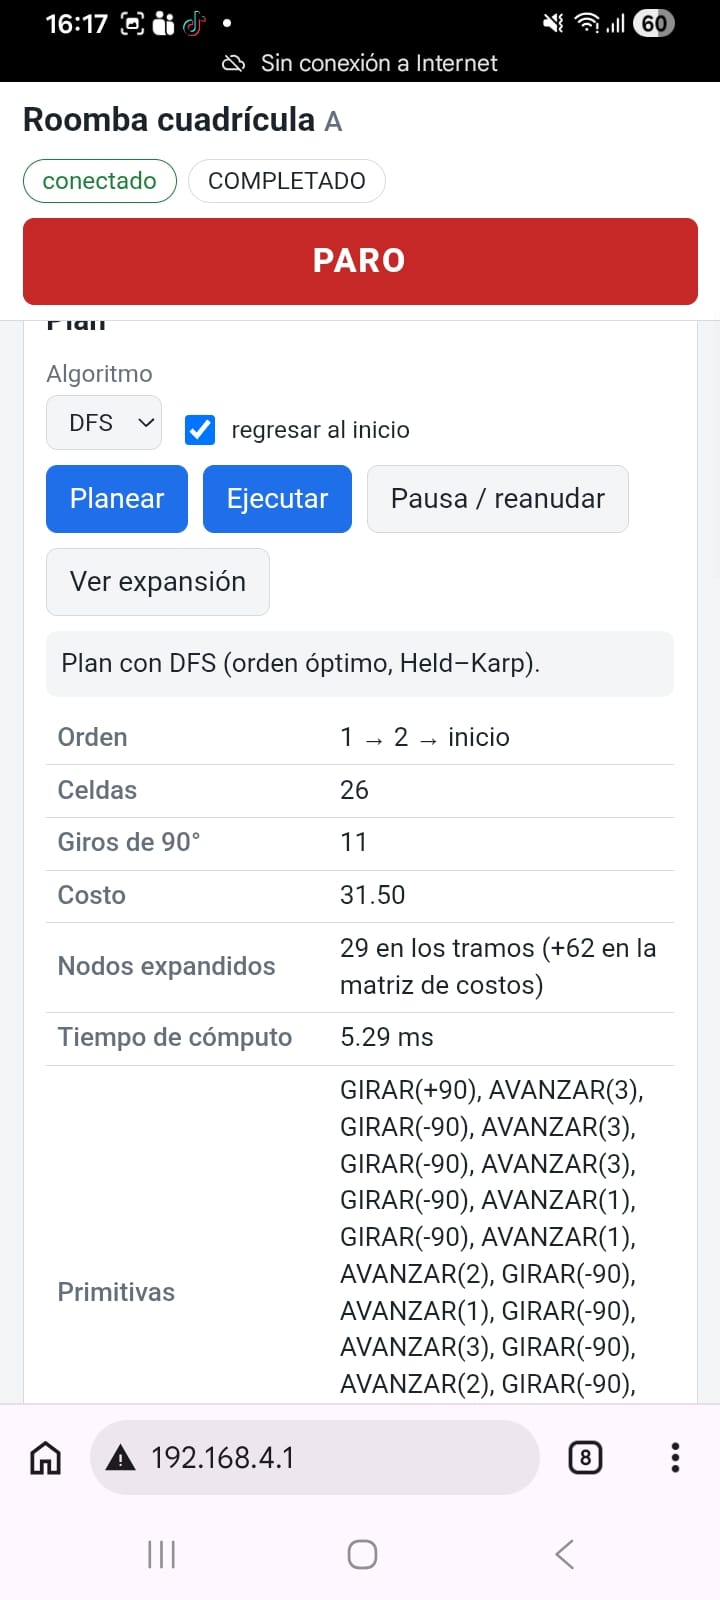 16:17
60
Sin conexión a Internet
Roomba cuadrícula A
conectado
COMPLETADO
PARO
Plan
Algoritmo
DFS
regresar al inicio
Planear
Ejecutar
Pausa / reanudar
Ver expansión
Plan con DFS (orden óptimo, Held–Karp).
Orden 1 → 2 → inicio
Celdas 26
Giros de 90° 11
Costo 31.50
Nodos expandidos 29 en los tramos (+62 en la
matriz de costos)
Tiempo de cómputo 5.29 ms
Primitivas
GIRAR(+90), AVANZAR(3),
GIRAR(-90), AVANZAR(3),
GIRAR(-90), AVANZAR(3),
GIRAR(-90), AVANZAR(1),
GIRAR(-90), AVANZAR(1),
AVANZAR(2), GIRAR(-90),
AVANZAR(1), GIRAR(-90),
AVANZAR(3), GIRAR(-90),
AVANZAR(2), GIRAR(-90),
192.168.4.1
8